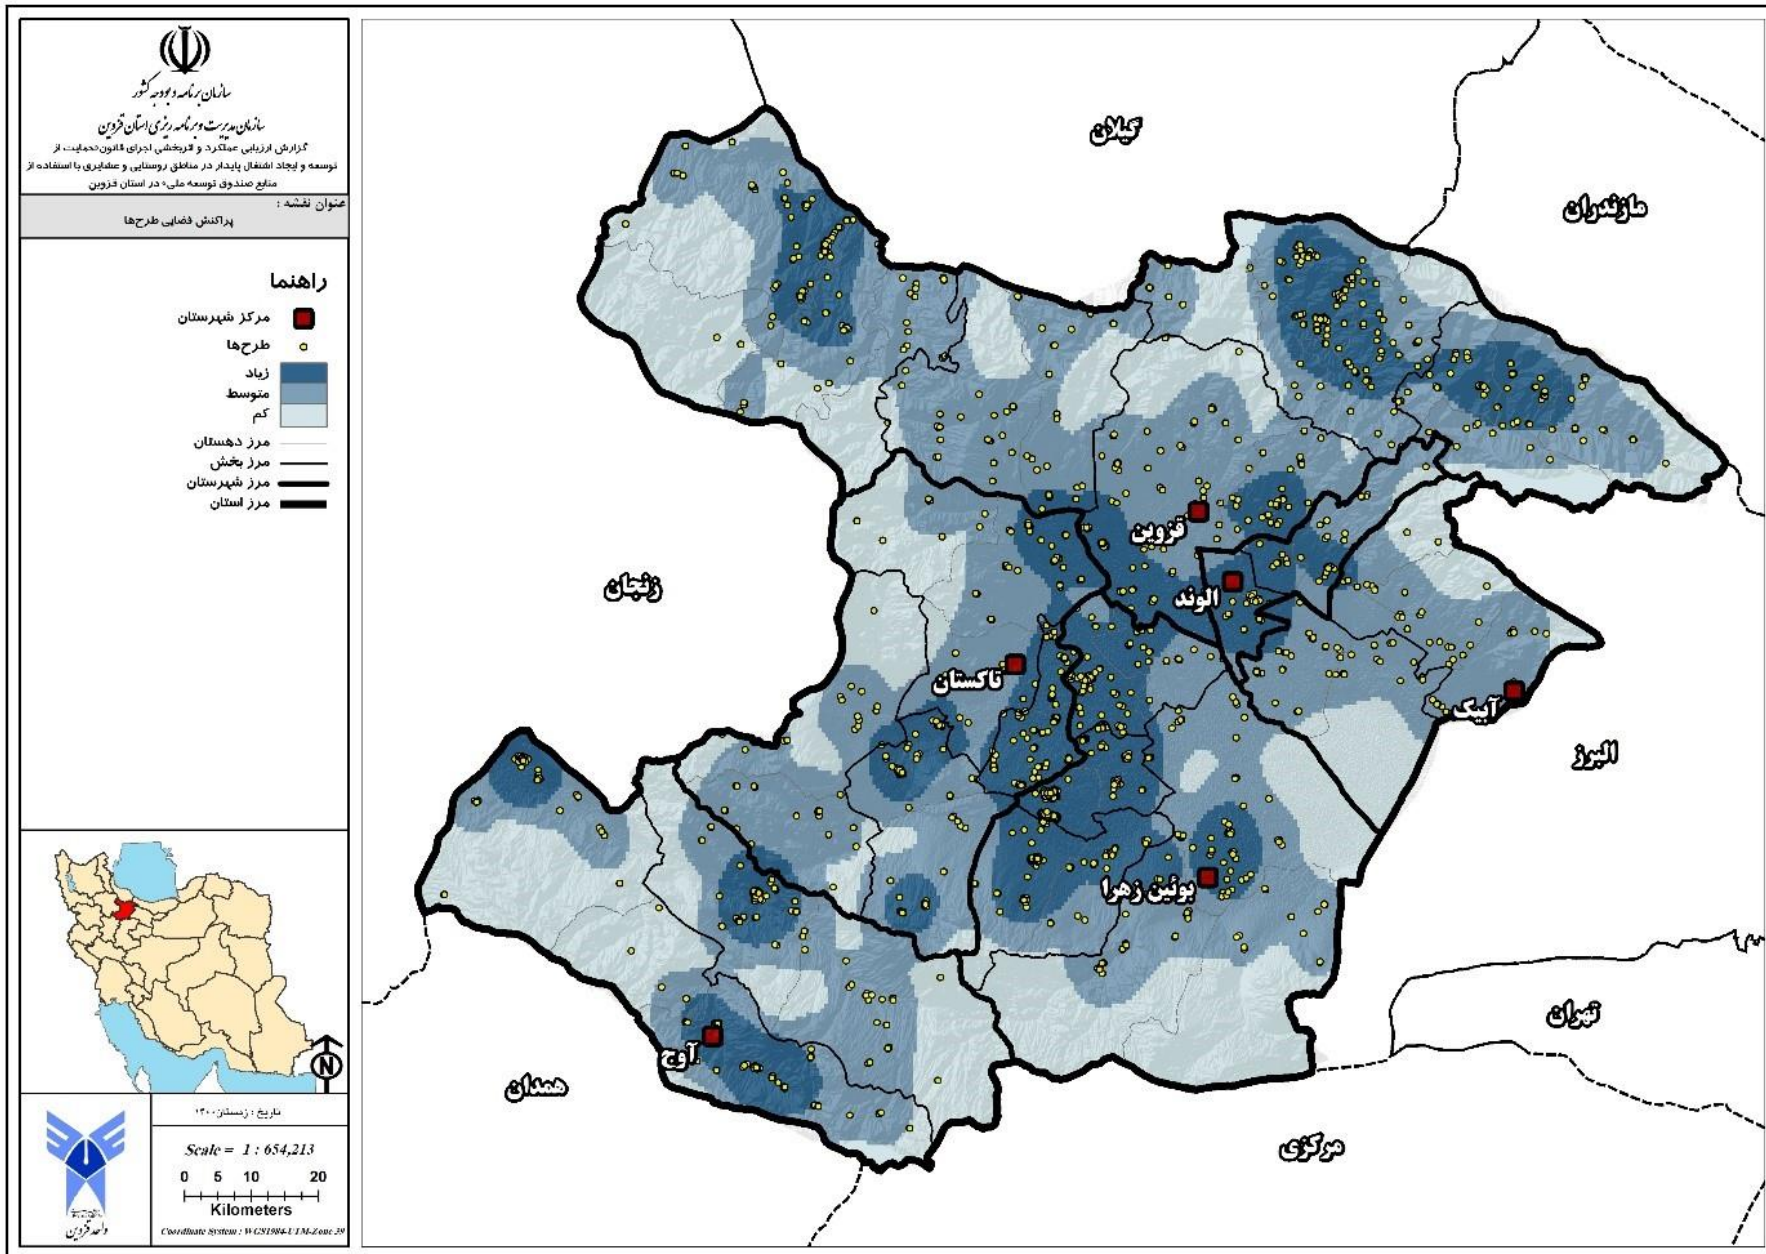 سازمان برنامه و بودجه کشور
سازمان مدیریت و برنامه ریزی استان قزوین
گزارش ارزیابی عملکرد و اثربخشی اجرای قانون «حمایت از
توسعه و ایجاد اشتغال پایدار در مناطق روستایی و عشایری با استفاده از
منابع صندوق توسعه ملی» در استان قزوین
عنوان نقشه :
پراکنش فضایی طرح‌ها
راهنما
مرکز شهرستان
طرح‌ها
زیاد
متوسط
کم
مرز دهستان
مرز بخش
مرز شهرستان
مرز استان
N
تاریخ : زمستان ۱۴۰۰
Scale = 1 : 654,213
0 5 10 20
Kilometers
Coordinate System : WGS1984-UTM-Zone 39
واحد قزوین
گیلان
مازندران
زنجان
قزوین
الوند
تاکستان
آبیک
البرز
بوئین زهرا
آوج
تهران
همدان
مرکزی